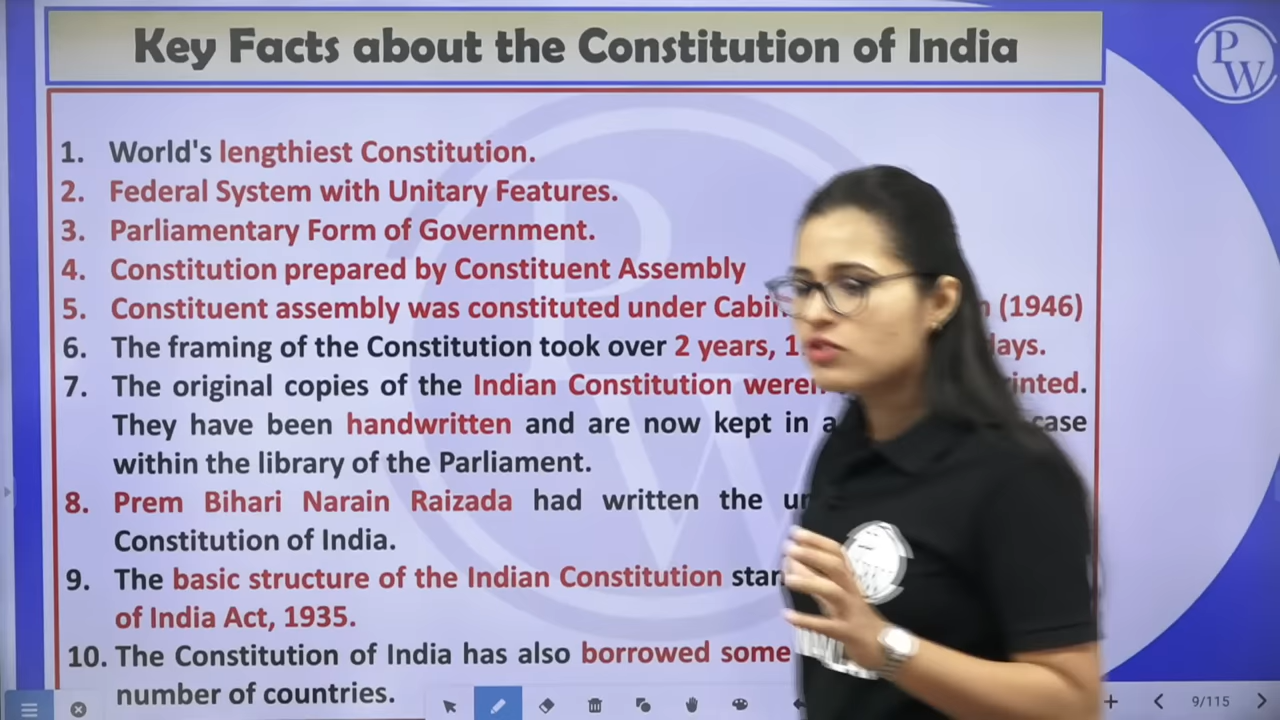 Key Facts about the Constitution of India
PW
1. World's lengthiest Constitution.
2. Federal System with Unitary Features.
3. Parliamentary Form of Government.
4. Constitution prepared by Constituent Assembly
5. Constituent assembly was constituted under (1946)
6. The framing of the Constitution took over 2 years,
7. The original copies of the Indian Constitution
They have been handwritten and are now kept in a case
within the library of the Parliament.
8. Prem Bihari Narain Raizada had written the
Constitution of India.
9. The basic structure of the Indian Constitution
of India Act, 1935.
10. The Constitution of India has also borrowed some
number of countries.
9/115